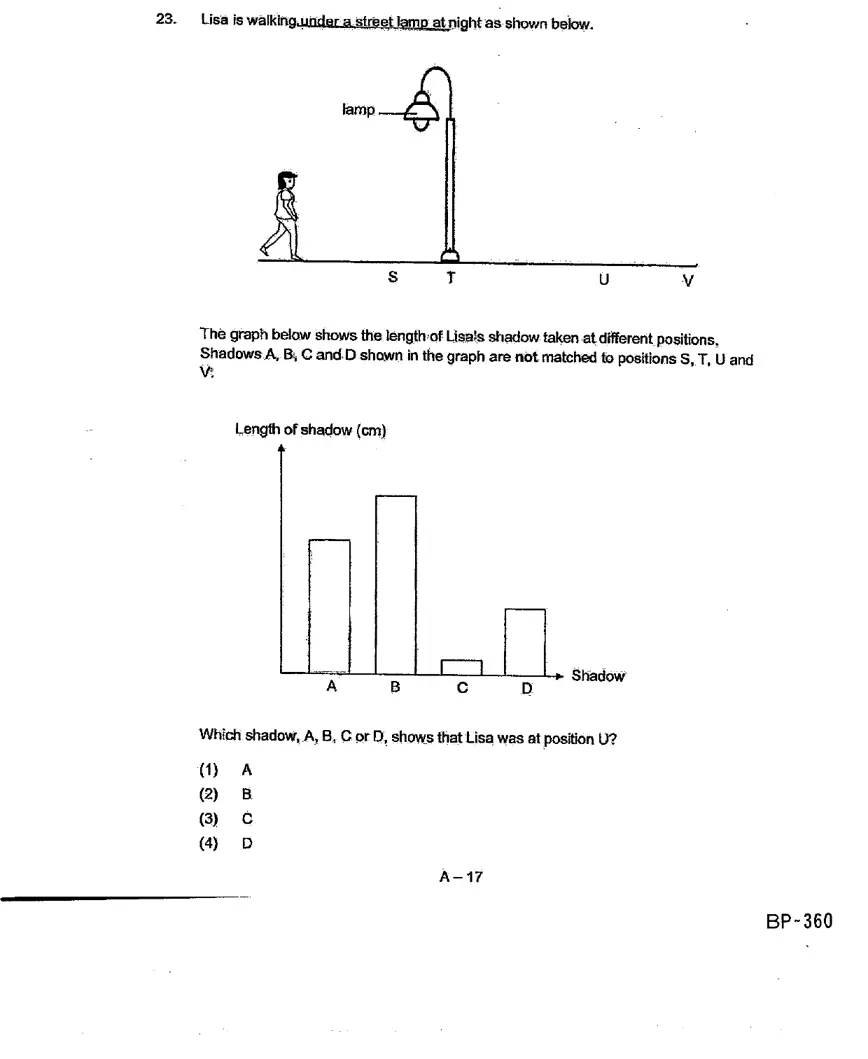 23. Lisa is walking under a street lamp at night as shown below.
lamp
S T U V
The graph below shows the length of Lisa's shadow taken at different positions.
Shadows A, B, C and D shown in the graph are not matched to positions S, T, U and
V.
Length of shadow (cm)
Shadow
A B C D
Which shadow, A, B, C or D, shows that Lisa was at position U?
(1) A
(2) B
(3) C
(4) D
A – 17
BP-360